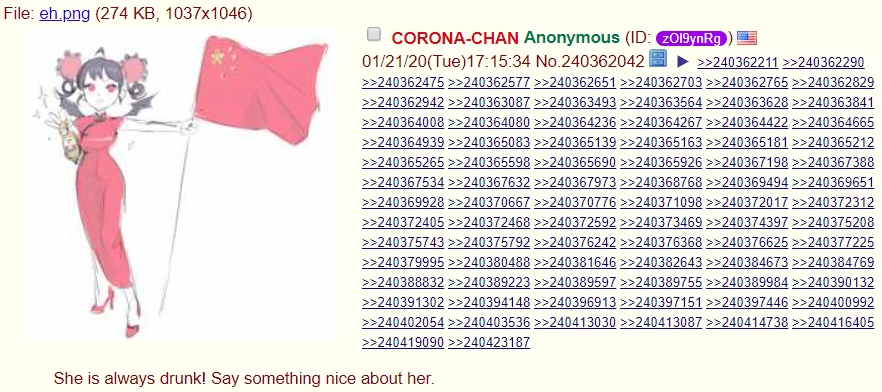 File: eh.png (274 KB, 1037x1046)
CORONA-CHAN Anonymous (ID: zOl9ynRg)
01/21/20(Tue)17:15:34 No.240362042 ▶ >>240362211 >>240362290
>>240362475 >>240362577 >>240362651 >>240362703 >>240362765 >>240362829
>>240362942 >>240363087 >>240363493 >>240363564 >>240363628 >>240363841
>>240364008 >>240364080 >>240364236 >>240364267 >>240364422 >>240364665
>>240364939 >>240365083 >>240365139 >>240365163 >>240365181 >>240365212
>>240365265 >>240365598 >>240365690 >>240365926 >>240367198 >>240367388
>>240367534 >>240367632 >>240367973 >>240368768 >>240369494 >>240369651
>>240369928 >>240370667 >>240370776 >>240371098 >>240372017 >>240372312
>>240372405 >>240372468 >>240372592 >>240373469 >>240374397 >>240375208
>>240375743 >>240375792 >>240376242 >>240376368 >>240376625 >>240377225
>>240379995 >>240380488 >>240381646 >>240382643 >>240384673 >>240384769
>>240388832 >>240389223 >>240389597 >>240389755 >>240389984 >>240390132
>>240391302 >>240394148 >>240396913 >>240397151 >>240397446 >>240400992
>>240402054 >>240403536 >>240413030 >>240413087 >>240414738 >>240416405
>>240419090 >>240423187
She is always drunk! Say something nice about her.